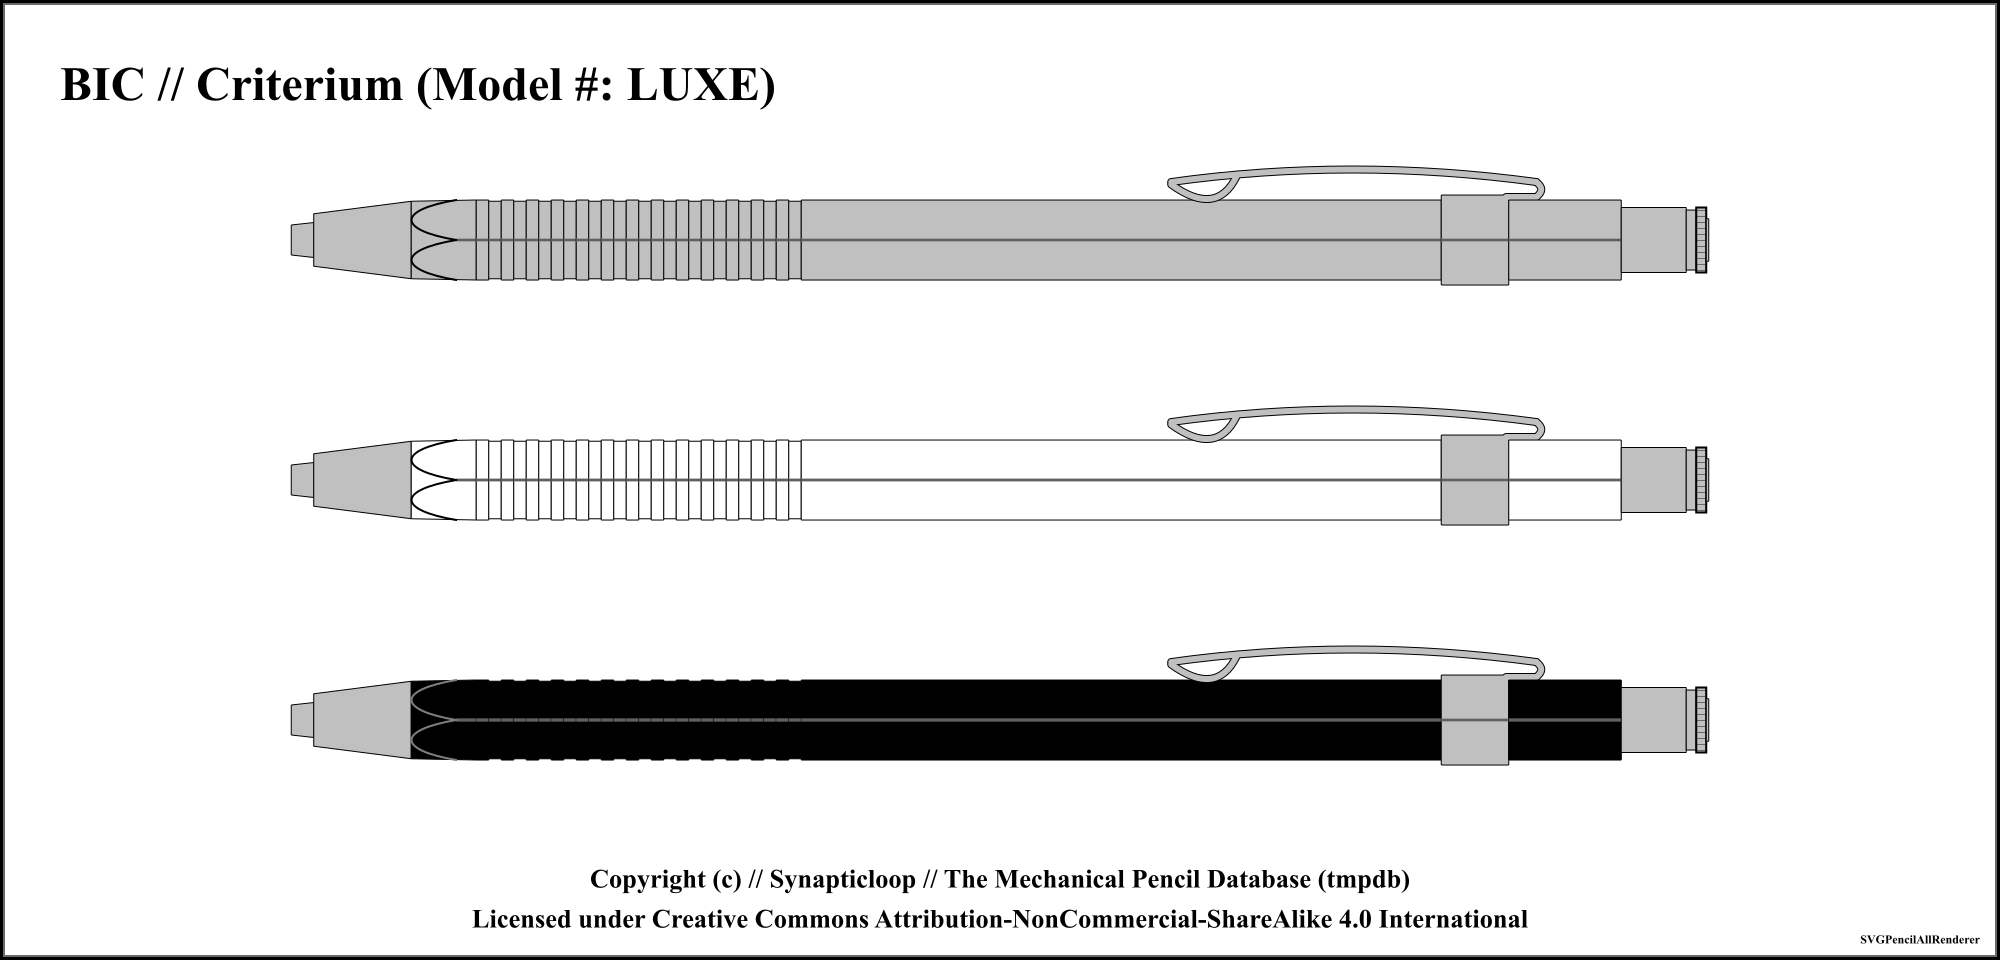 BIC // Criterium (Model #: LUXE)
Copyright (c) // Synapticloop // The Mechanical Pencil Database (tmpdb)
Licensed under Creative Commons Attribution-NonCommercial-ShareAlike 4.0 International
SVGPencilAllRenderer